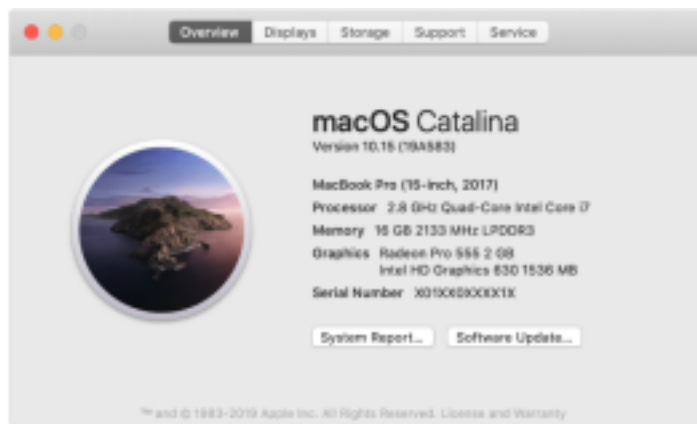 Overview Displays Storage Support Service
macOS Catalina
Version 10.15 (19A583)
MacBook Pro (15-inch, 2017)
Processor 2.8 GHz Quad-Core Intel Core i7
Memory 16 GB 2133 MHz LPDDR3
Graphics Radeon Pro 555 2 GB
Intel HD Graphics 630 1536 MB
Serial Number X01XX0XXXX1X
System Report... Software Update...
™ and © 1983-2019 Apple Inc. All Rights Reserved. License and Warranty